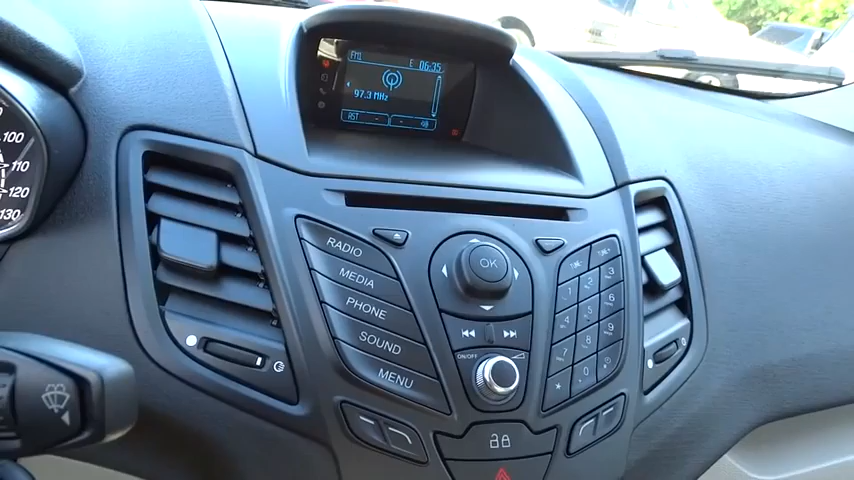 FM1 E 06:35
97.3 MHz
100
110
120
130
RADIO
MEDIA
PHONE
SOUND
MENU
OK
ON/OFF
1 2 3
4 5 6
7 8 9
* 0 #